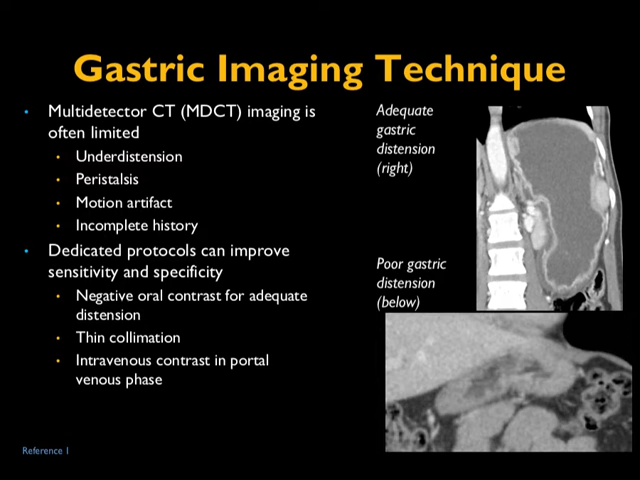 Gastric Imaging Technique
• Multidetector CT (MDCT) imaging is
often limited
• Underdistension
• Peristalsis
• Motion artifact
• Incomplete history
• Dedicated protocols can improve
sensitivity and specificity
• Negative oral contrast for adequate
distension
• Thin collimation
• Intravenous contrast in portal
venous phase
Adequate
gastric
distension
(right)
Poor gastric
distension
(below)
Reference 1